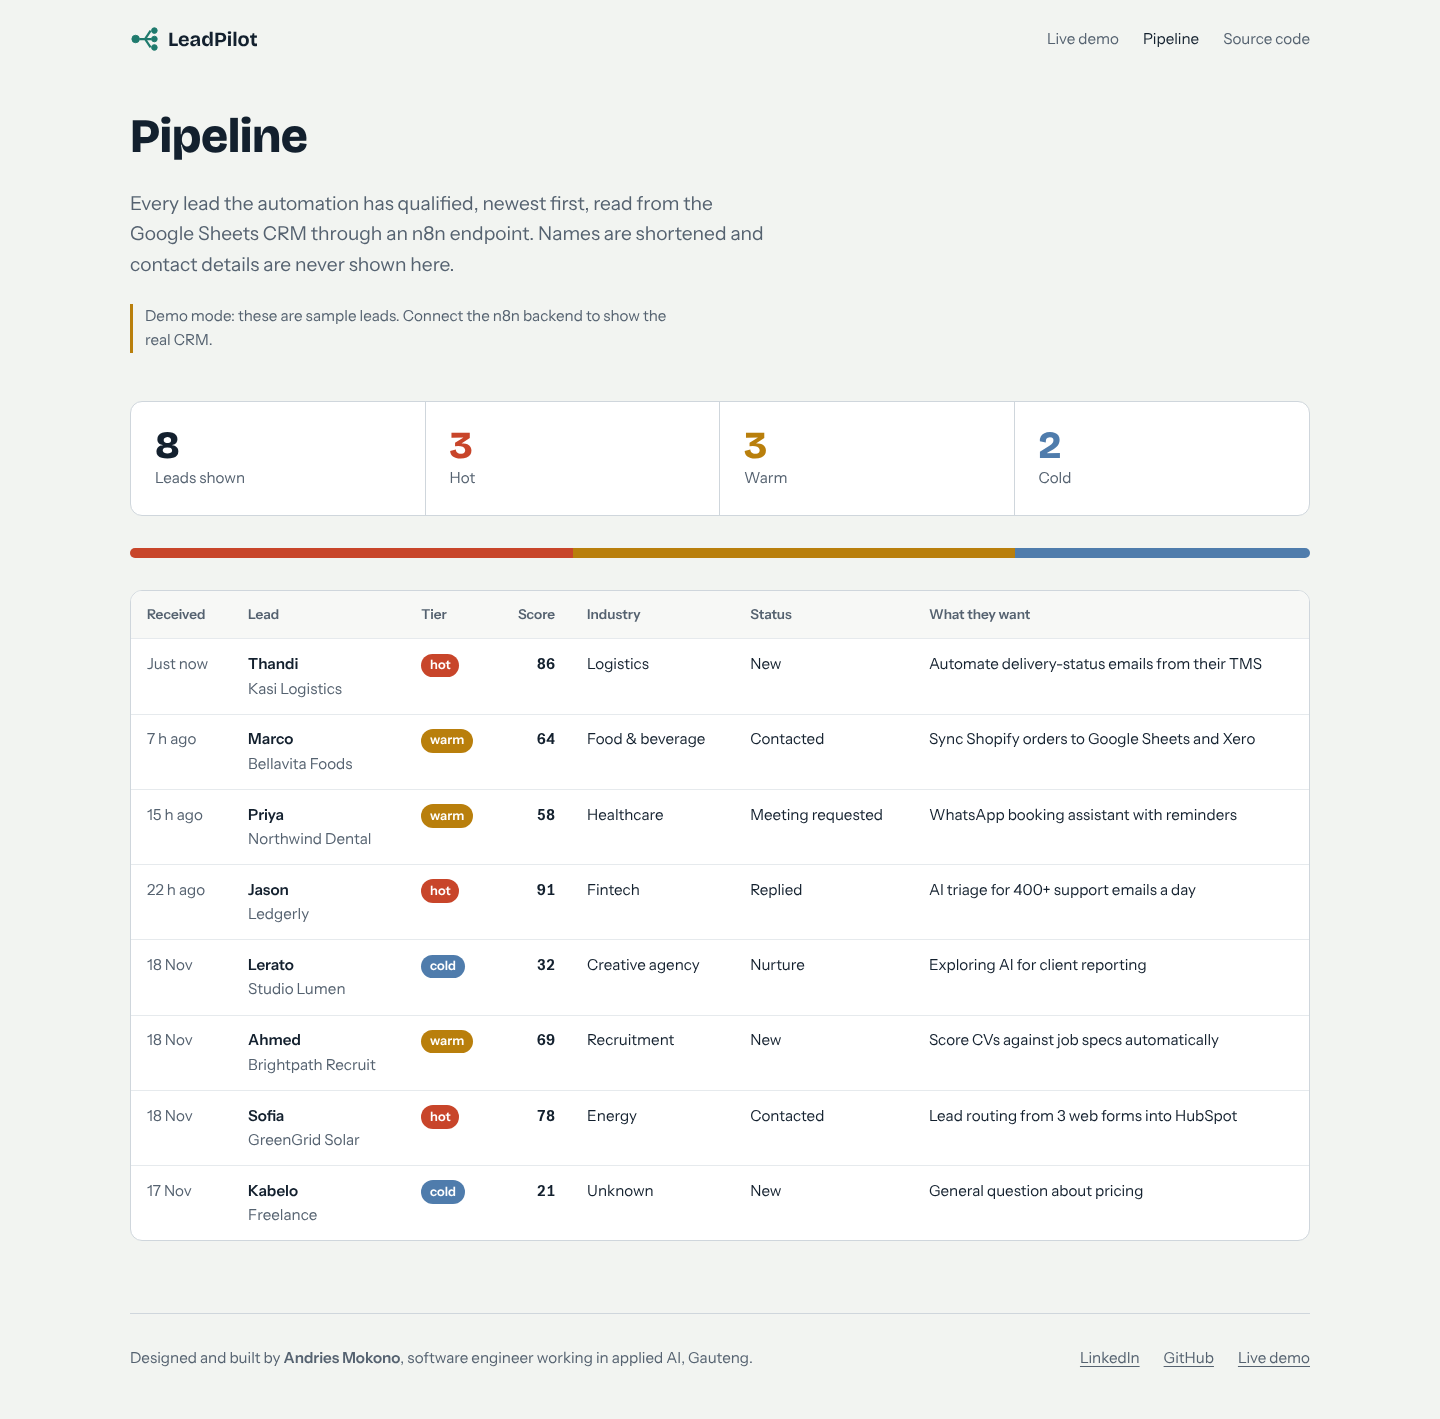 LeadPilot
Live demo Pipeline Source code
Pipeline
Every lead the automation has qualified, newest first, read from the
Google Sheets CRM through an n8n endpoint. Names are shortened and
contact details are never shown here.
Demo mode: these are sample leads. Connect the n8n backend to show the
real CRM.
8 3 3 2
Leads shown Hot Warm Cold
Received Lead Tier Score Industry Status What they want
Just now Thandi hot 86 Logistics New Automate delivery-status emails from their TMS
Kasi Logistics
7 h ago Marco warm 64 Food & beverage Contacted Sync Shopify orders to Google Sheets and Xero
Bellavita Foods
15 h ago Priya warm 58 Healthcare Meeting requested WhatsApp booking assistant with reminders
Northwind Dental
22 h ago Jason hot 91 Fintech Replied AI triage for 400+ support emails a day
Ledgerly
18 Nov Lerato cold 32 Creative agency Nurture Exploring AI for client reporting
Studio Lumen
18 Nov Ahmed warm 69 Recruitment New Score CVs against job specs automatically
Brightpath Recruit
18 Nov Sofia hot 78 Energy Contacted Lead routing from 3 web forms into HubSpot
GreenGrid Solar
17 Nov Kabelo cold 21 Unknown New General question about pricing
Freelance
Designed and built by Andries Mokono, software engineer working in applied AI, Gauteng. LinkedIn GitHub Live demo